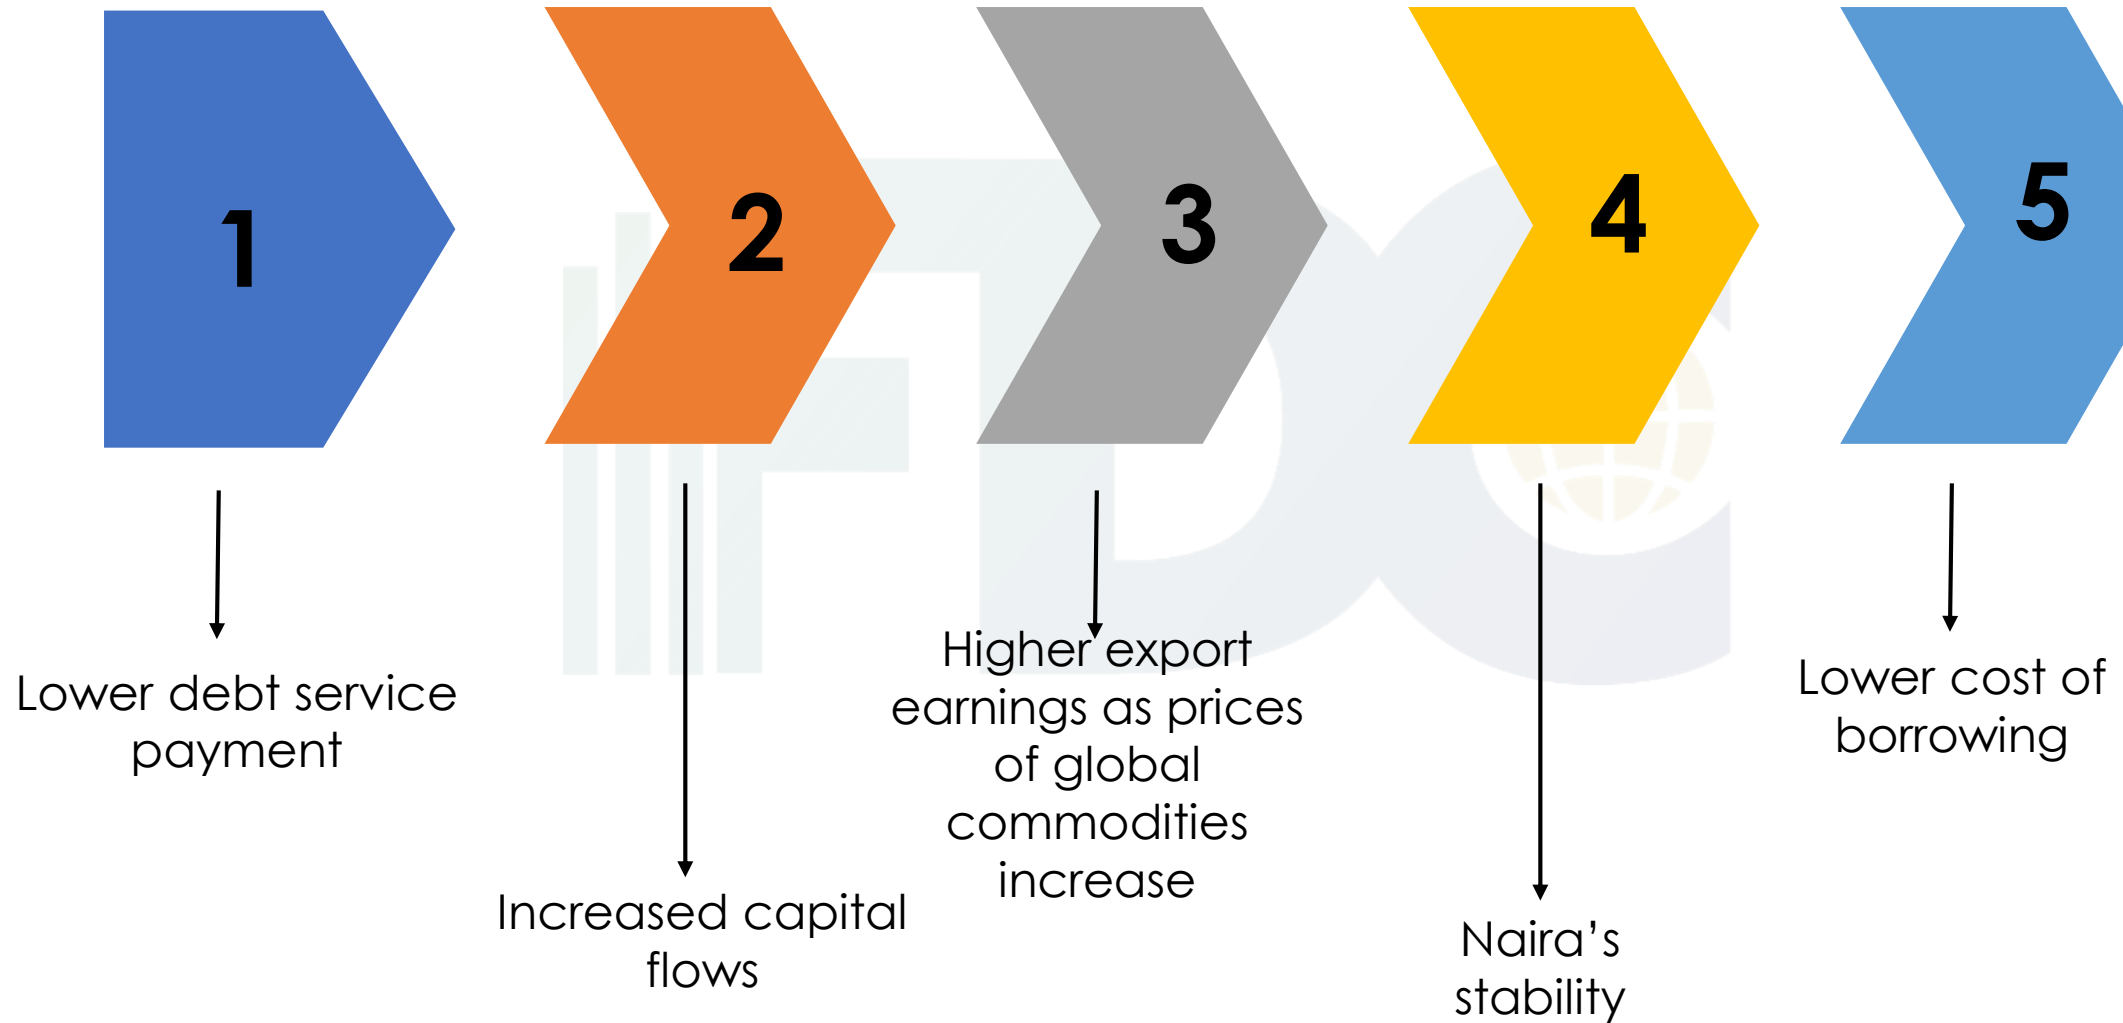 1
2
3
4
5
Lower debt service
payment
Increased capital
flows
Higher export
earnings as prices
of global
commodities
increase
Naira’s
stability
Lower cost of
borrowing
FDC